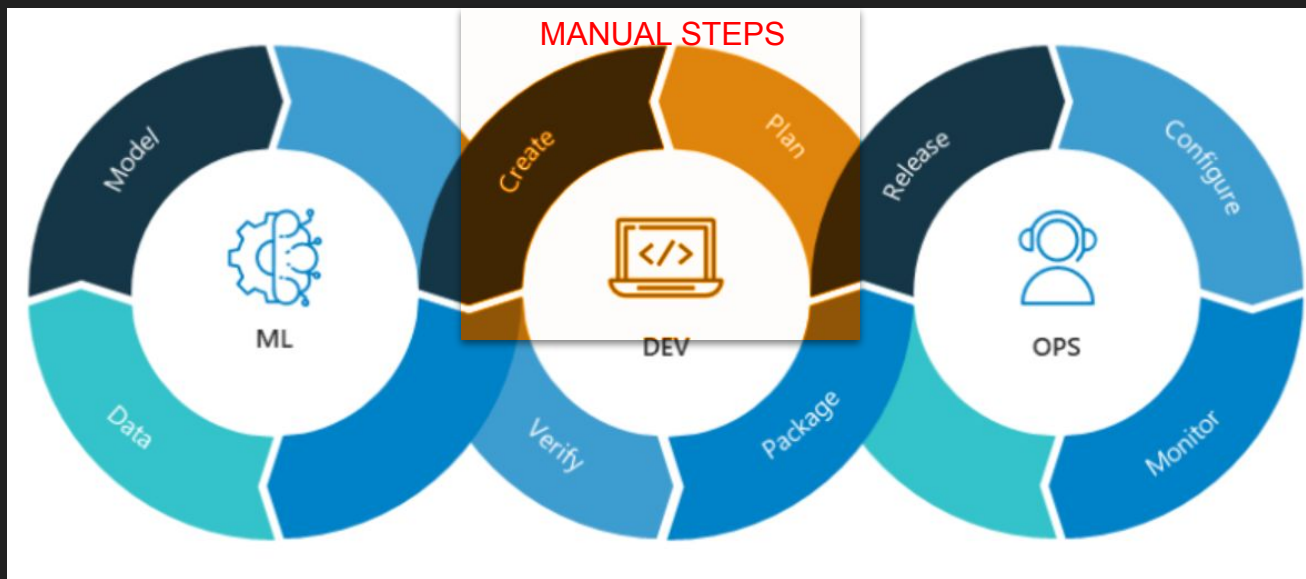 MANUAL STEPS
Model
Data
ML
Create
Plan
</>
DEV
Verify
Package
Release
Configure
OPS
Monitor